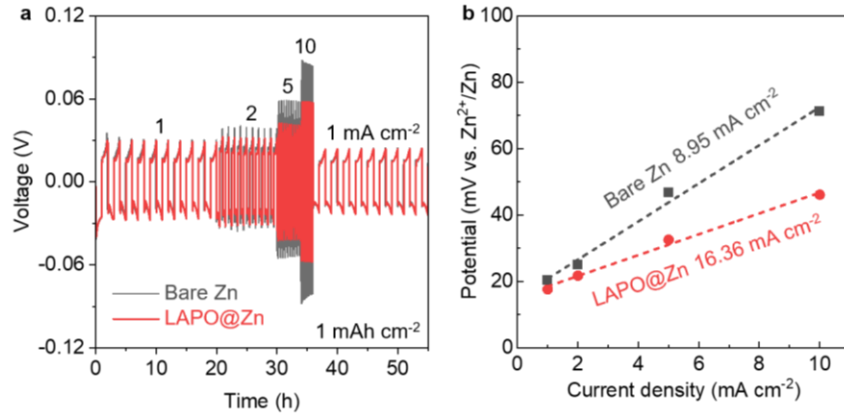 a
0.12
0.06
0.00
-0.06
-0.12
Voltage (V)
1
2
5
10
1 mA cm-2
Bare Zn
LAPO@Zn
1 mAh cm-2
0 10 20 30 40 50
Time (h)
b
100
80
60
40
20
0
Potential (mV vs. Zn2+/Zn)
Bare Zn 8.95 mA cm-2
LAPO@Zn 16.36 mA cm-2
0 2 4 6 8 10
Current density (mA cm-2)